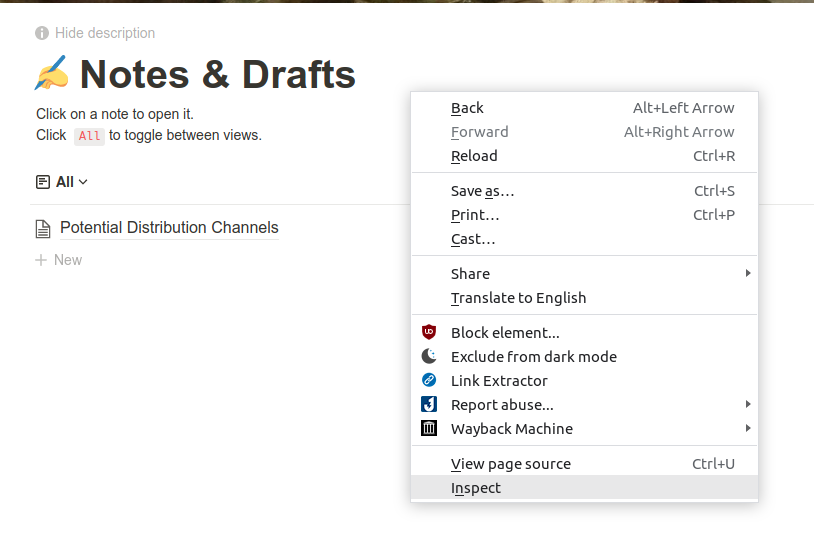 Hide description
Notes & Drafts
Click on a note to open it.
Click All to toggle between views.
All
Potential Distribution Channels
New
Back Alt+Left Arrow
Forward Alt+Right Arrow
Reload Ctrl+R
Save as... Ctrl+S
Print... Ctrl+P
Cast...
Share
Translate to English
Block element...
Exclude from dark mode
Link Extractor
Report abuse...
Wayback Machine
View page source Ctrl+U
Inspect